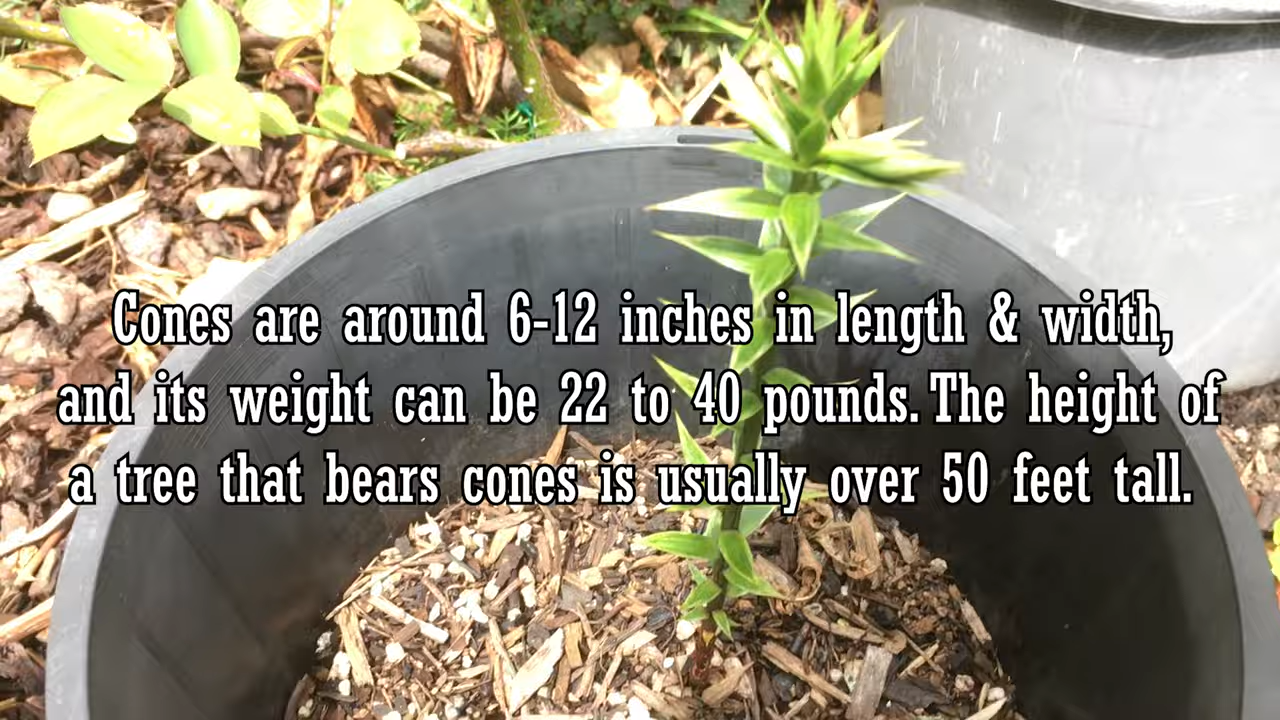 Cones are around 6-12 inches in length & width,
and its weight can be 22 to 40 pounds. The height of
a tree that bears cones is usually over 50 feet tall.